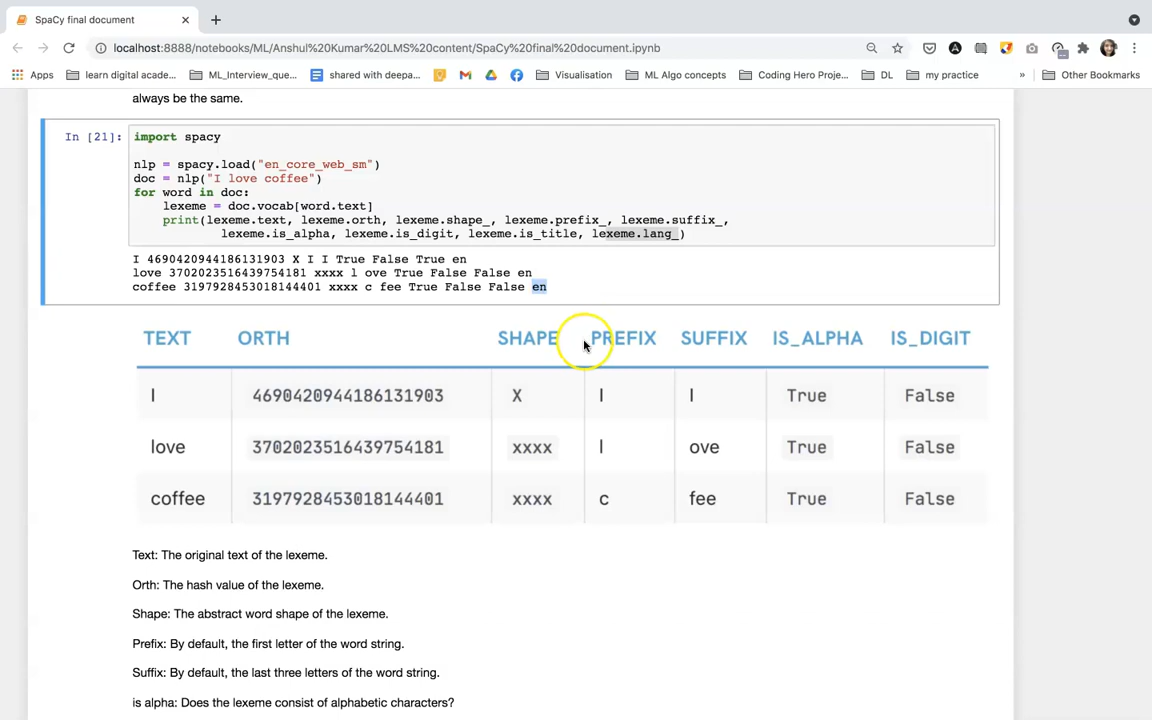 SpaCy final document
localhost:8888/notebooks/ML/Anshul%20Kumar%20LMS%20content/SpaCy%20final%20document.ipynb
Apps learn digital acade... ML_Interview_que... shared with deepa... Visualisation ML Algo concepts Coding Hero Proje... DL my practice » Other Bookmarks
always be the same.
In [21]: import spacy
nlp = spacy.load("en_core_web_sm")
doc = nlp("I love coffee")
for word in doc:
lexeme = doc.vocab[word.text]
print(lexeme.text, lexeme.orth, lexeme.shape_, lexeme.prefix_, lexeme.suffix_,
lexeme.is_alpha, lexeme.is_digit, lexeme.is_title, lexeme.lang_)
I 4690420944186131903 X I I True False True en
love 3702023516439754181 xxxx l ove True False False en
coffee 3197928453018144401 xxxx c fee True False False en
TEXT ORTH SHAPE PREFIX SUFFIX IS_ALPHA IS_DIGIT
I 4690420944186131903 X I I True False
love 3702023516439754181 xxxx l ove True False
coffee 3197928453018144401 xxxx c fee True False
Text: The original text of the lexeme.
Orth: The hash value of the lexeme.
Shape: The abstract word shape of the lexeme.
Prefix: By default, the first letter of the word string.
Suffix: By default, the last three letters of the word string.
is alpha: Does the lexeme consist of alphabetic characters?